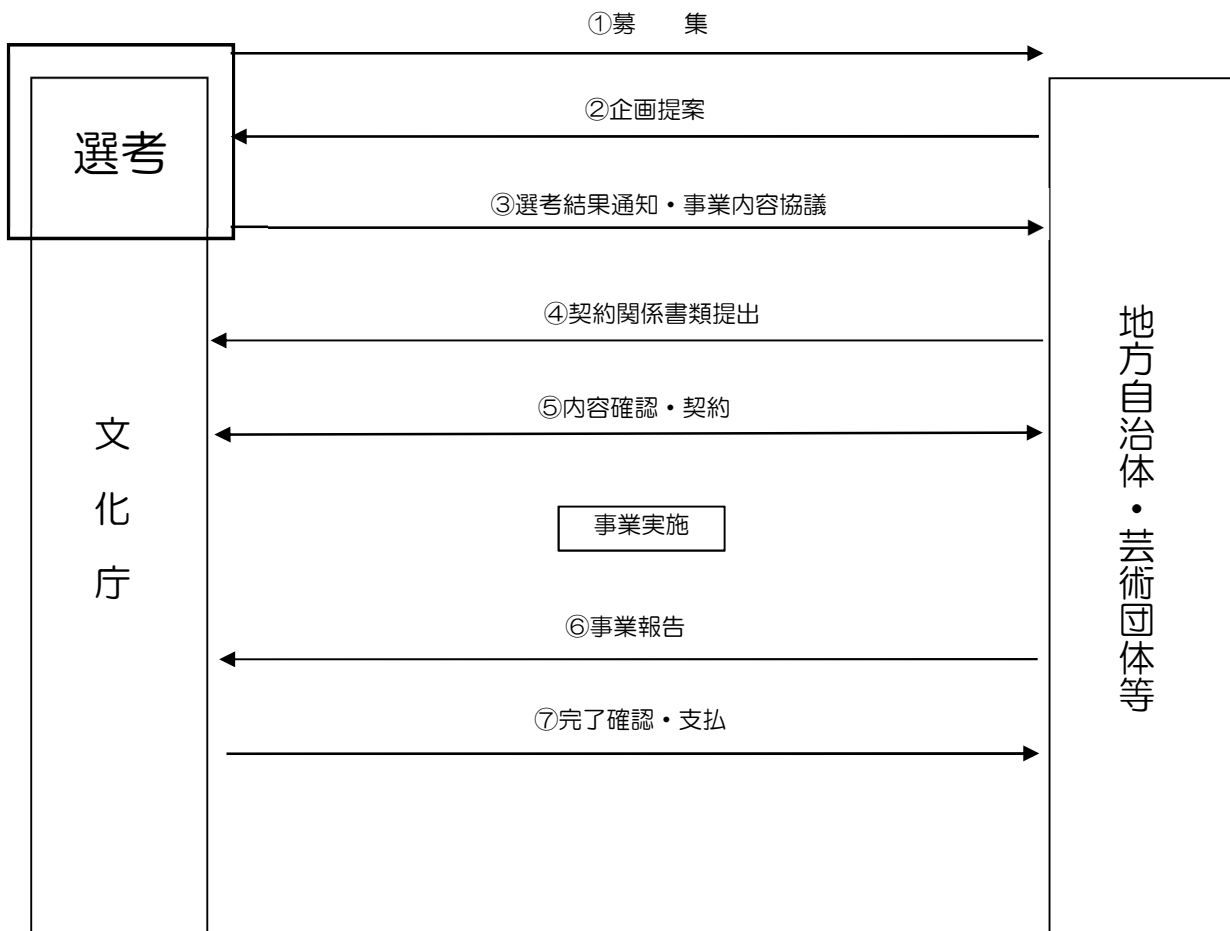 ①募　　集
②企画提案
選考
③選考結果通知・事業内容協議
④契約関係書類提出
⑤内容確認・契約
文化庁
事業実施
地方自治体・芸術団体等
⑥事業報告
⑦完了確認・支払